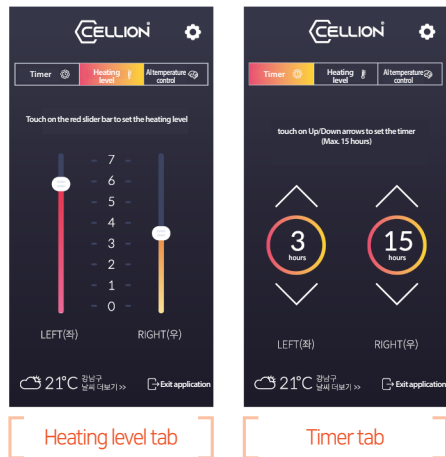 CELLION
Timer
Heating level
AI temperature control
Touch on the red slider bar to set the heating level
7
6
5
4
3
2
1
0
LEFT(좌)
RIGHT(우)
21°C 강남구 날씨 더보기 >>
Exit application
Heating level tab
CELLION
Timer
Heating level
AI temperature control
touch on Up/Down arrows to set the timer
(Max. 15 hours)
3
hours
15
hours
LEFT(좌)
RIGHT(우)
21°C 강남구 날씨 더보기 >>
Exit application
Timer tab